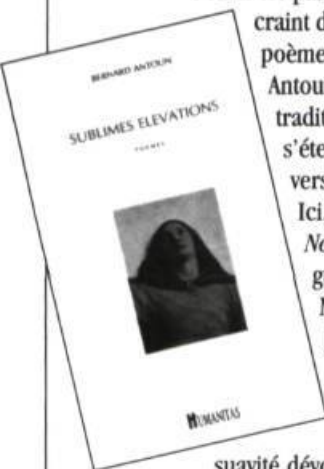 BERNARD ANTOUN
SUBLIMES ELEVATIONS
POEMES
HUMANITAS
craint d
poème
Antou
tradit
s'éte
vers
Ici
No
g
N
suavité dév